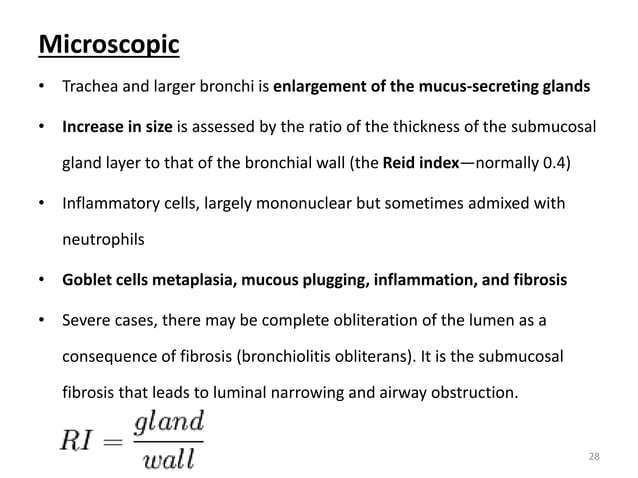 Microscopic
• Trachea and larger bronchi is enlargement of the mucus-secreting glands
• Increase in size is assessed by the ratio of the thickness of the submucosal
gland layer to that of the bronchial wall (the Reid index—normally 0.4)
• Inflammatory cells, largely mononuclear but sometimes admixed with
neutrophils
• Goblet cells metaplasia, mucous plugging, inflammation, and fibrosis
• Severe cases, there may be complete obliteration of the lumen as a
consequence of fibrosis (bronchiolitis obliterans). It is the submucosal
fibrosis that leads to luminal narrowing and airway obstruction.
RI = gland
wall
28